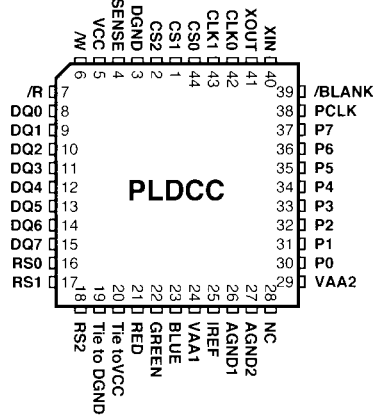 /W
VCC
SENSE
DGND
CS2
CS1
CS0
CLK1
CLK0
XOUT
XIN
6 5 4 3 2 1 44 43 42 41 40
/R 7
DQ0 8
DQ1 9
DQ2 10
DQ3 11
DQ4 12
DQ5 13
DQ6 14
DQ7 15
RS0 16
RS1 17
PLDCC
39 /BLANK
38 PCLK
37 P7
36 P6
35 P5
34 P4
33 P3
32 P2
31 P1
30 P0
29 VAA2
18 19 20 21 22 23 24 25 26 27 28
RS2
Tie to DGND
Tie toVCC
RED
GREEN
BLUE
VAA1
IREF
AGND1
AGND2
NC